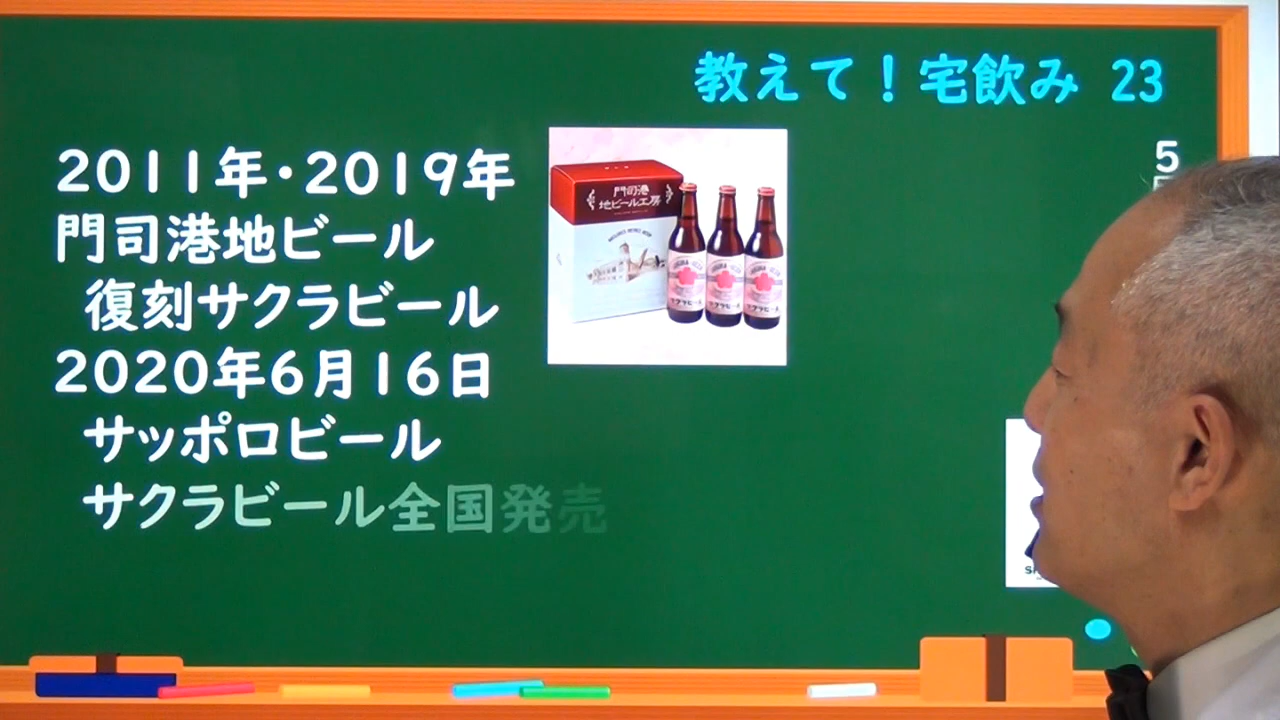 教えて！宅飲み 23
2011年・2019年
門司港地ビール
復刻サクラビール
2020年6月16日
サッポロビール
サクラビール全国発売
門司港
地ビール工房
サクラビール
5